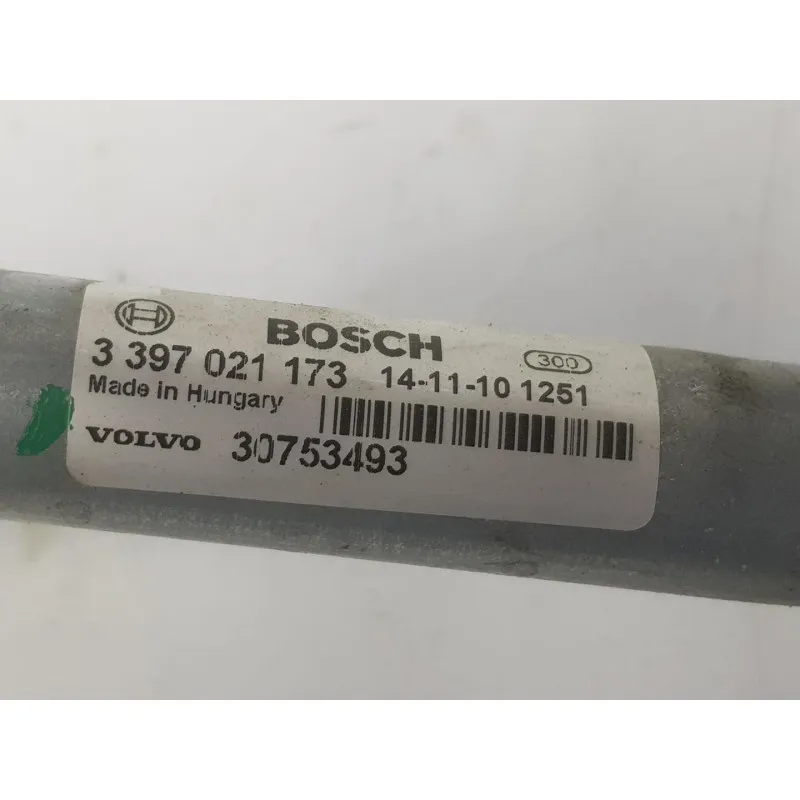 BOSCH
300
3 397 021 173 14-11-10 1251
Made in Hungary
VOLVO 30753493